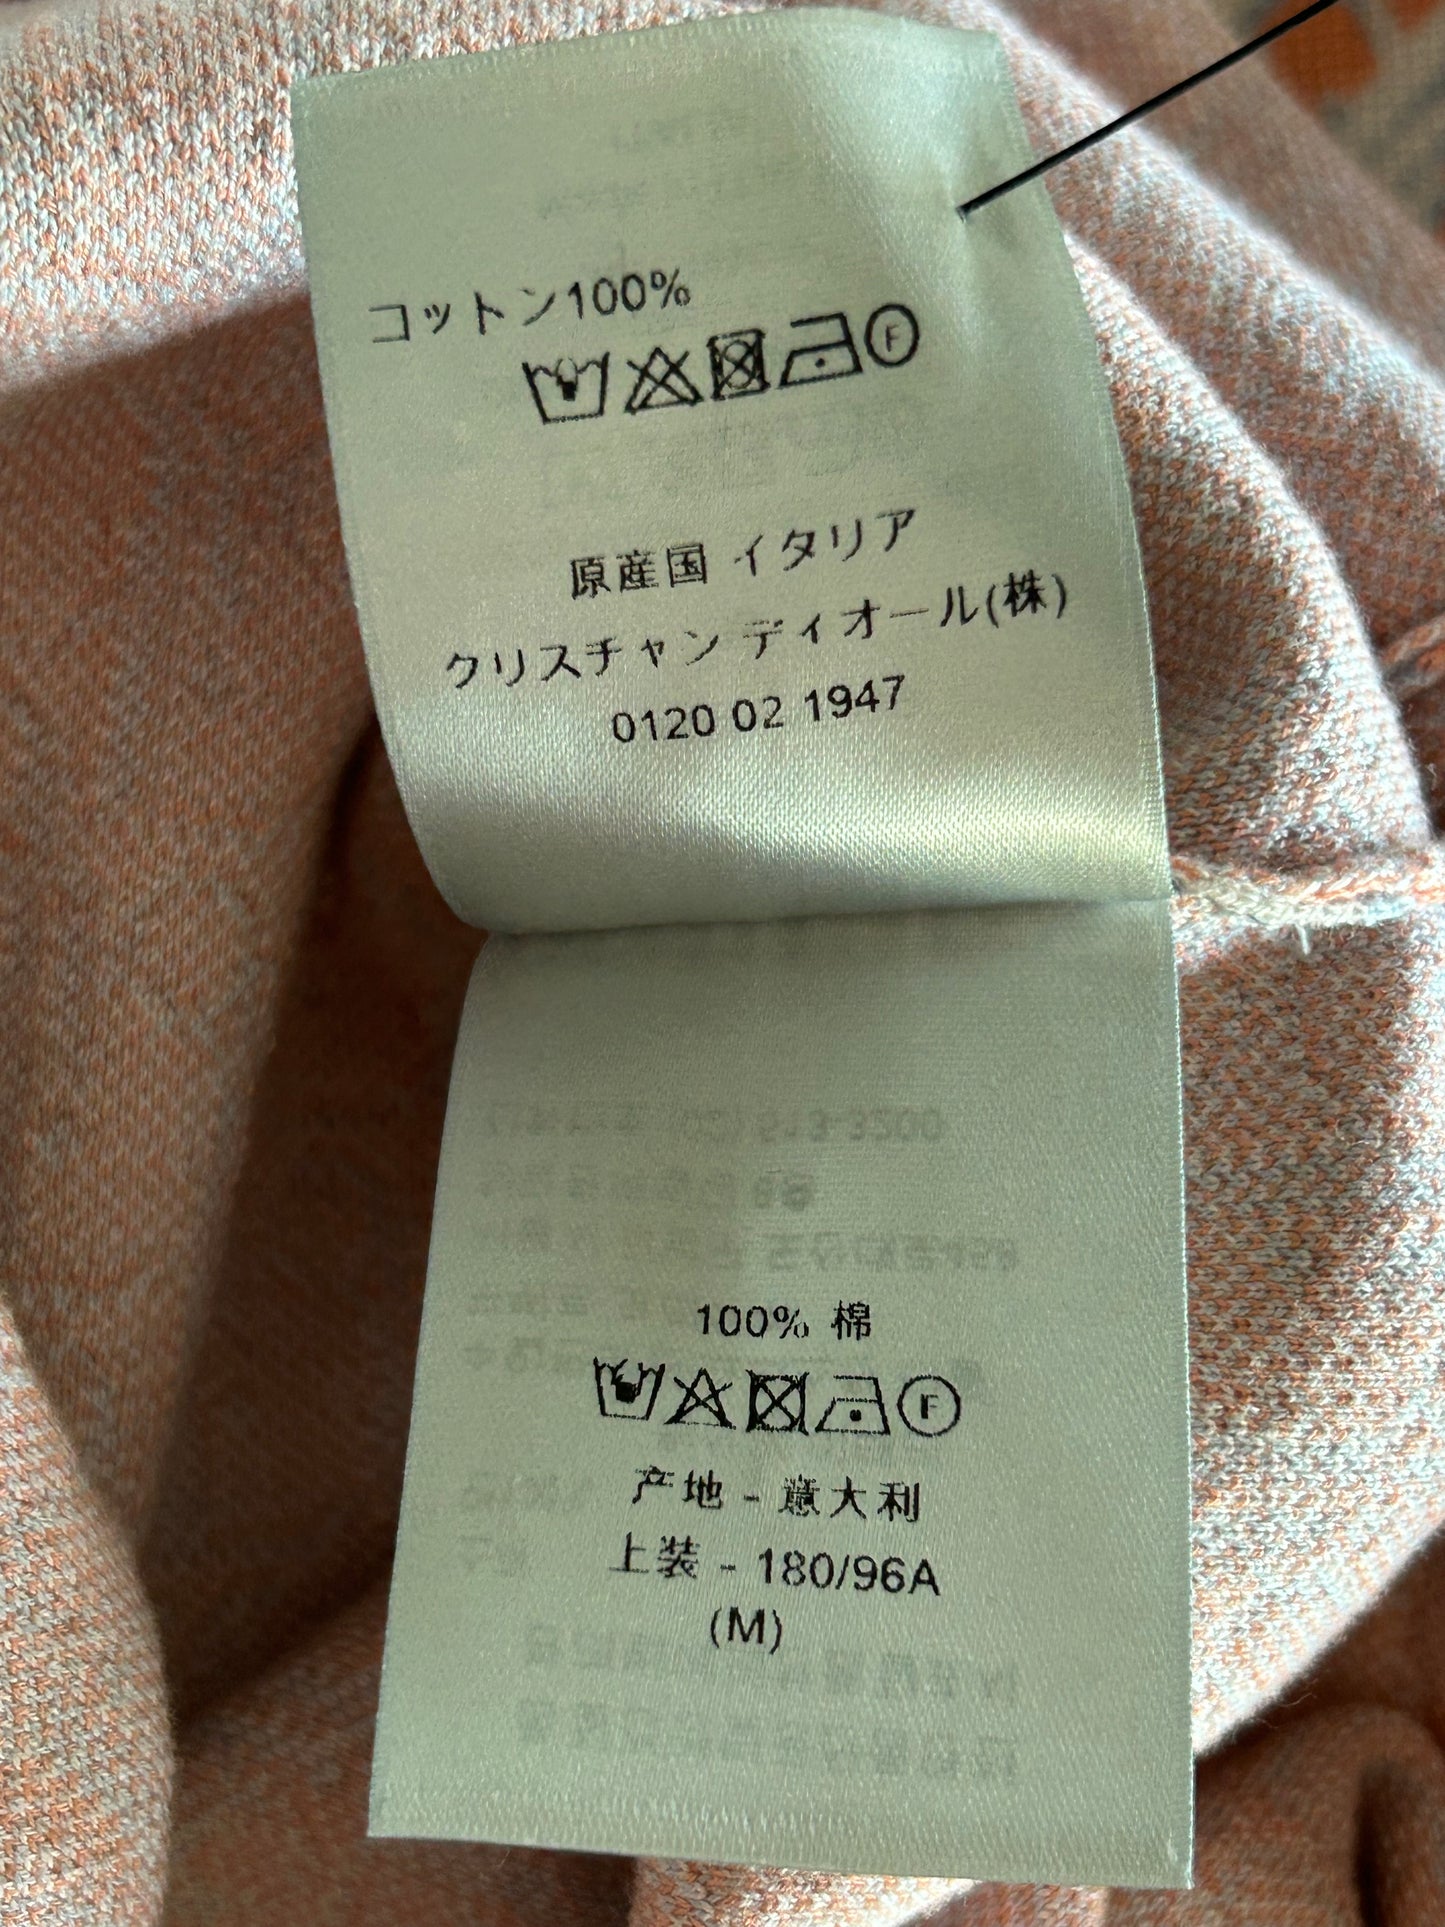 コットン100%
F
原産国 イタリア
クリスチャン ディオール(株)
0120 02 1947
100% 棉
F
产地 - 意大利
上装 - 180/96A
(M)